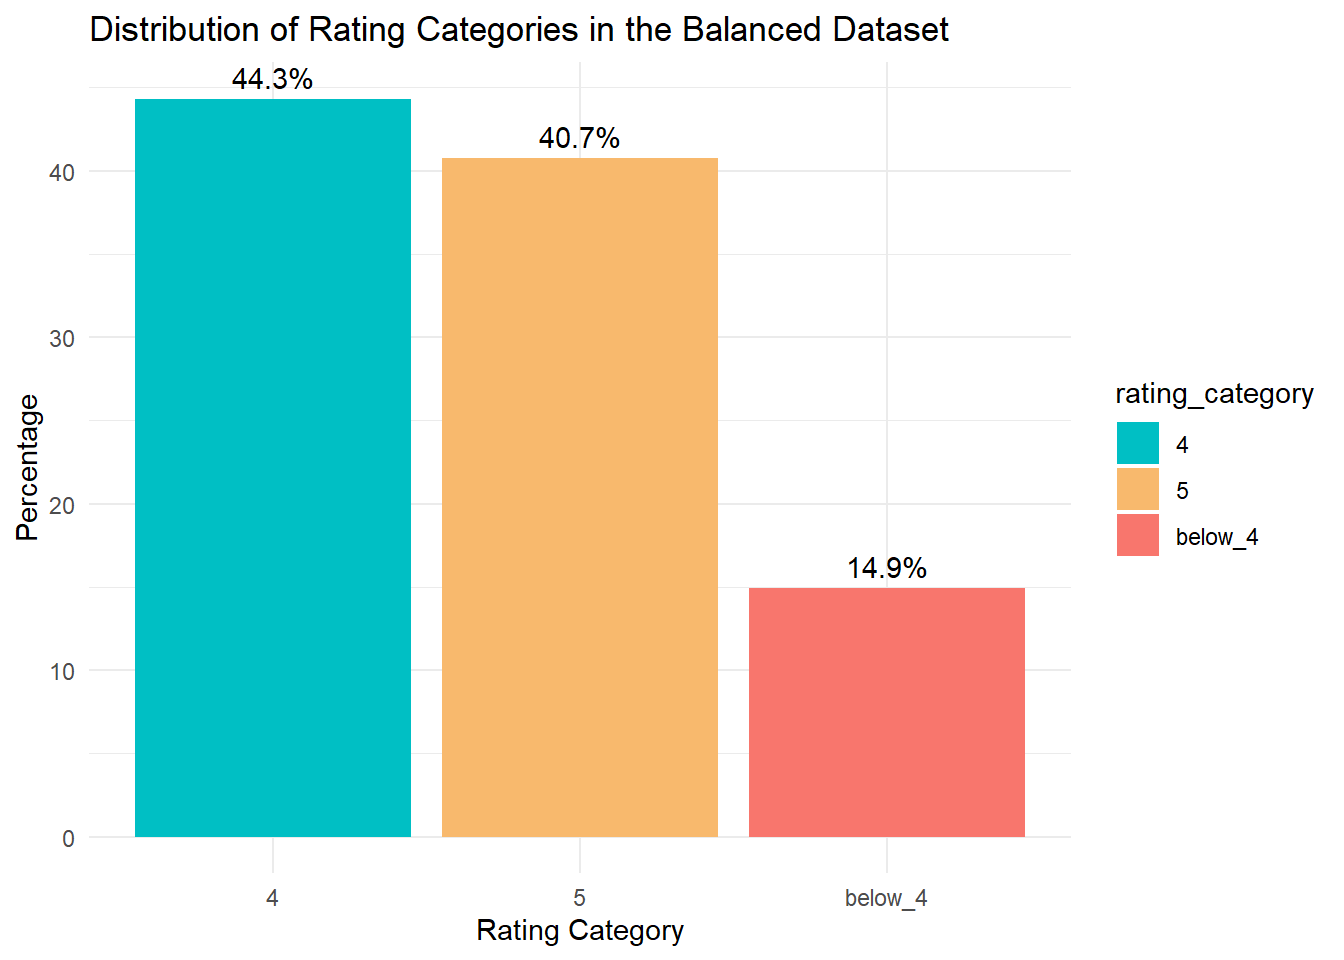 Distribution of Rating Categories in the Balanced Dataset
44.3%
40.7%
14.9%
40
30
20
10
0
Percentage
4
5
below_4
Rating Category
rating_category
4
5
below_4